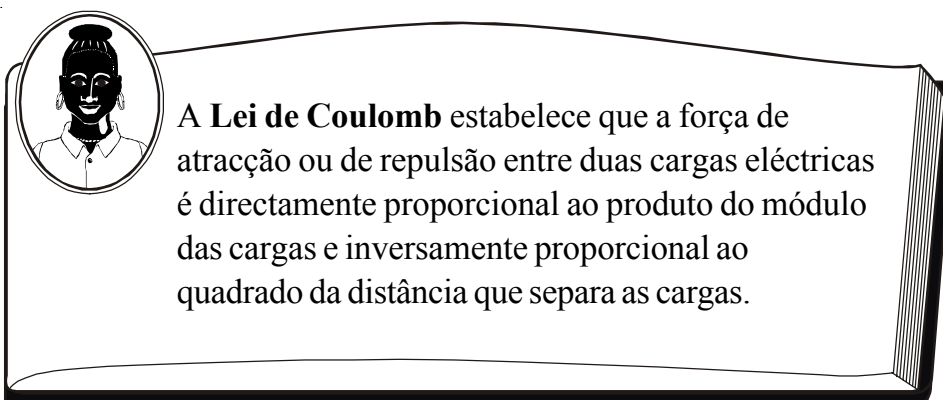 A Lei de Coulomb estabelece que a força de
atracção ou de repulsão entre duas cargas eléctricas
é directamente proporcional ao produto do módulo
das cargas e inversamente proporcional ao
quadrado da distância que separa as cargas.